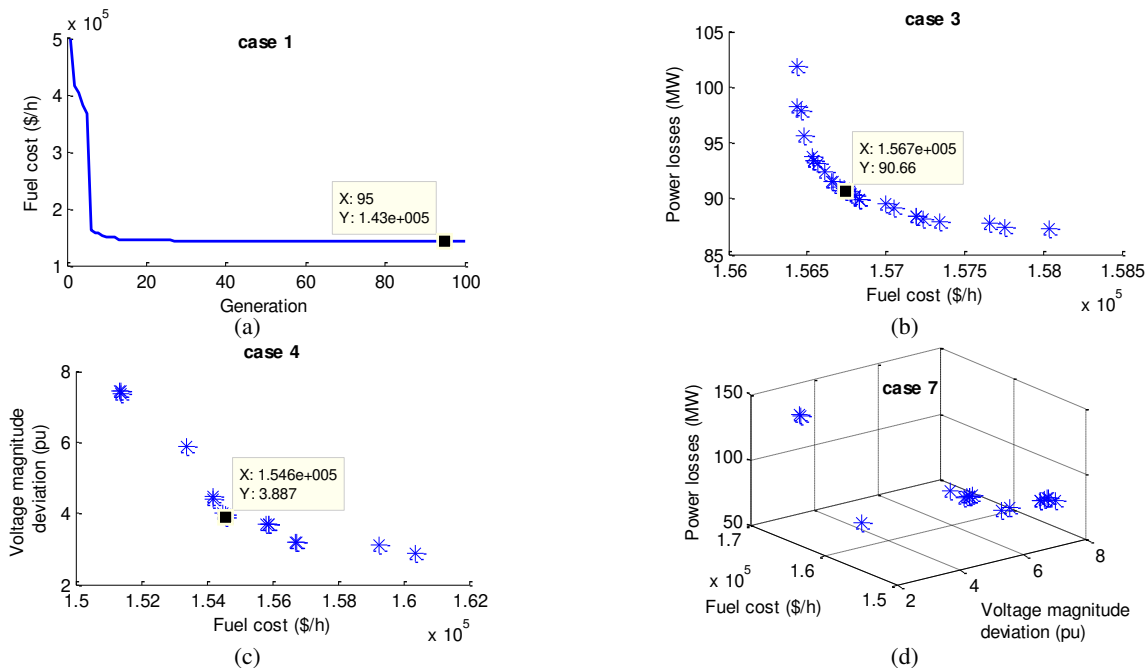 case 1
× 10^5
Fuel cost ($/h)
5
4
3
2
1
X: 95
Y: 1.43e+005
0 20 40 60 80 100
Generation
(a)
case 3
Power losses (MW)
105
100
95
90
85
X: 1.567e+005
Y: 90.66
1.56 1.565 1.57 1.575 1.58 1.585
Fuel cost ($/h)
× 10^5
(b)
case 4
Voltage magnitude
deviation (pu)
8
6
4
2
X: 1.546e+005
Y: 3.887
1.5 1.52 1.54 1.56 1.58 1.6 1.62
Fuel cost ($/h)
× 10^5
(c)
case 7
Power losses (MW)
150
100
50
1.7
1.6
1.5
× 10^5
Fuel cost ($/h)
2
4
6
8
Voltage magnitude
deviation (pu)
(d)